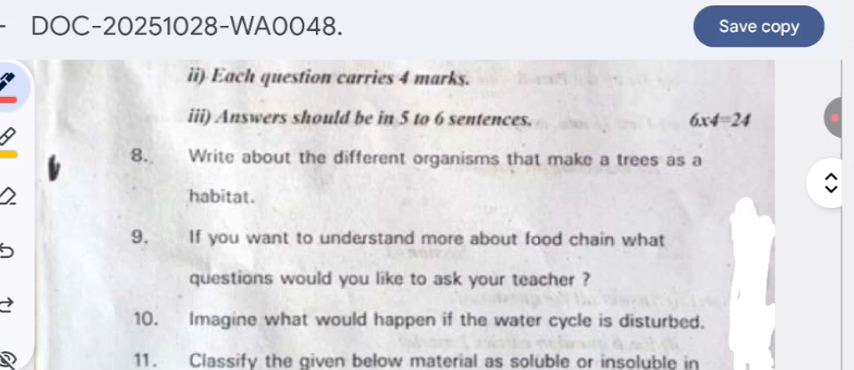 DOC-20251028-WA0048.
Save copy
ii) Each question carries 4 marks.
iii) Answers should be in 5 to 6 sentences. 6x4=24
8. Write about the different organisms that make a trees as a
habitat.
9. If you want to understand more about food chain what
questions would you like to ask your teacher ?
10. Imagine what would happen if the water cycle is disturbed.
11. Classify the given below material as soluble or insoluble in